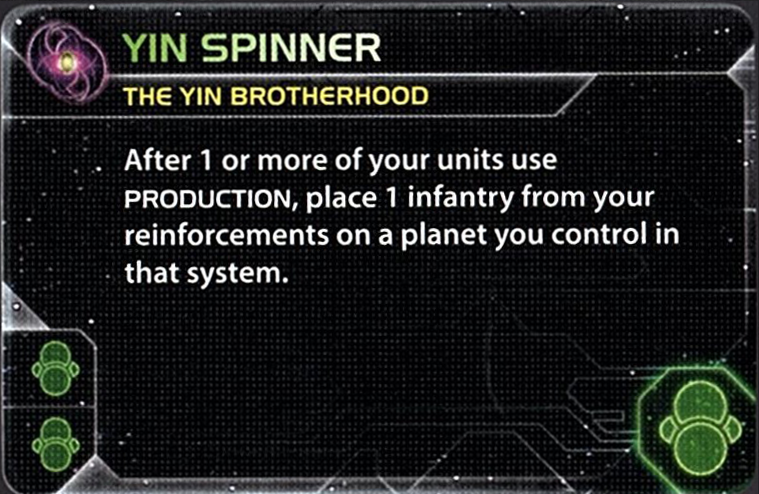 YIN SPINNER
THE YIN BROTHERHOOD
After 1 or more of your units use
PRODUCTION, place 1 infantry from your
reinforcements on a planet you control in
that system.